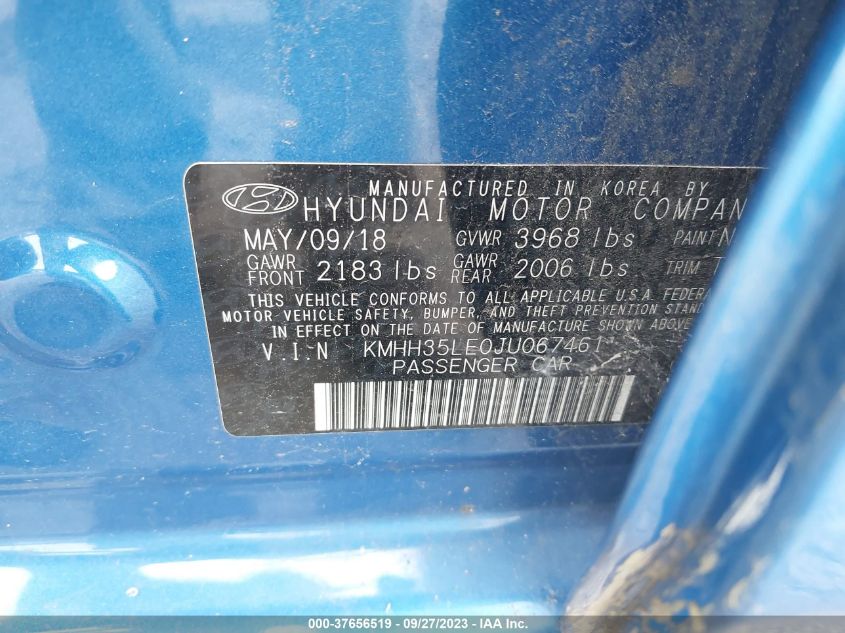 MANUFACTURED IN KOREA BY
HYUNDAI MOTOR COMPAN
MAY/09/18 GVWR 3968 lbs PAINT N
GAWR FRONT 2183 lbs GAWR REAR 2006 lbs TRIM T
THIS VEHICLE CONFORMS TO ALL APPLICABLE U.S.A. FEDERA
MOTOR VEHICLE SAFETY, BUMPER, AND THEFT PREVENTION STAND
IN EFFECT ON THE DATE OF MANUFACTURE SHOWN ABOVE
V.I.N KMHH35LE0JU067461
PASSENGER CAR
000-37656519 - 09/27/2023 - IAA